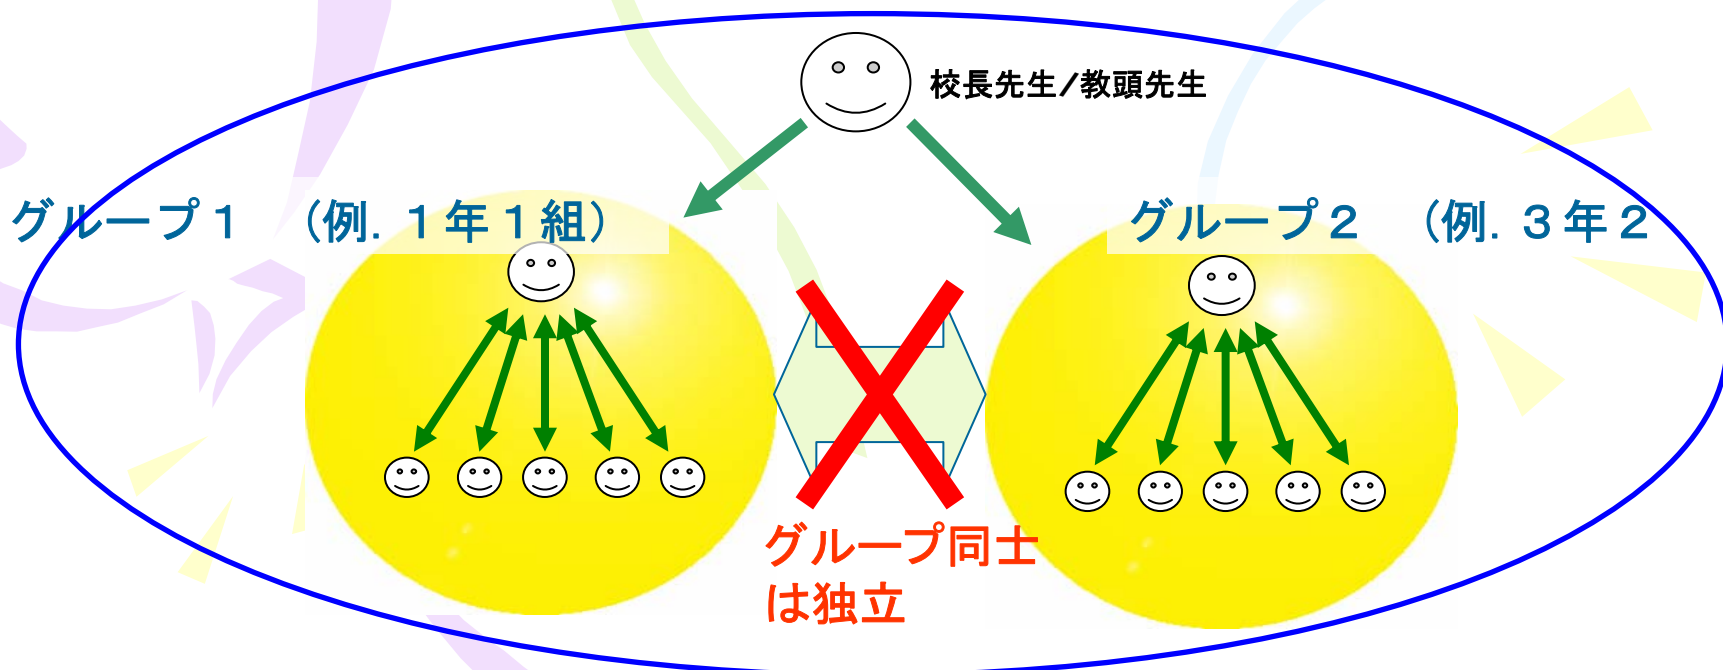 校長先生/教頭先生
グループ１　（例．１年１組）
グループ２　（例．３年２
グループ同士
は独立